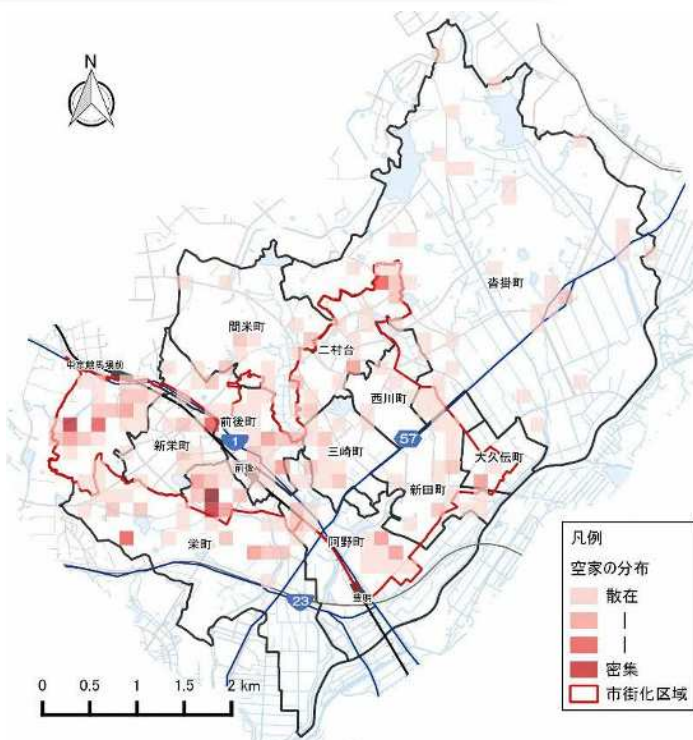 N
沓掛町
間米町
二村台
中京競馬場前
西川町
前後町
1
57
新栄町
三崎町
大久伝町
前後
新田町
栄町
阿野町
豊明
23
凡例
空家の分布
散在
|
|
密集
市街化区域
0 0.5 1 1.5 2 km